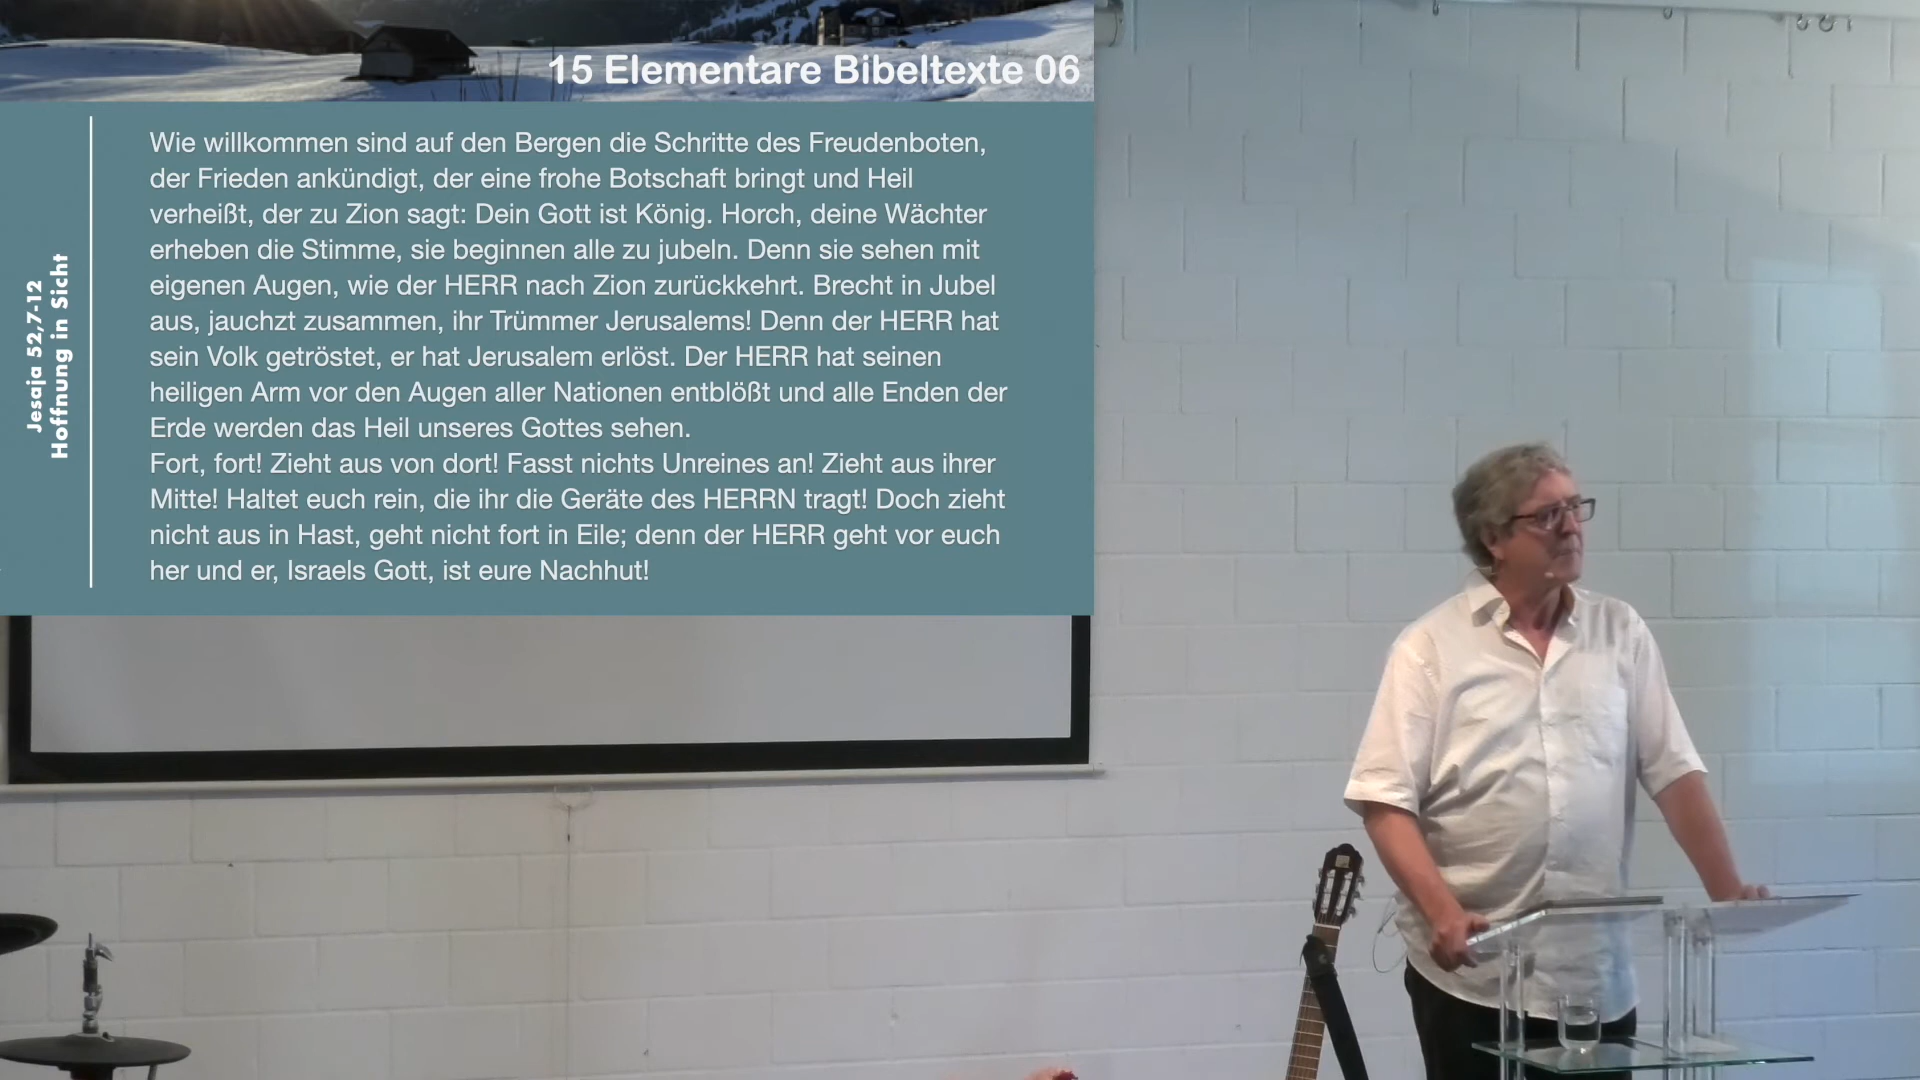 15 Elementare Bibeltexte 06
Jesaja 52,7-12
Hoffnung in Sicht
Wie willkommen sind auf den Bergen die Schritte des Freudenboten,
der Frieden ankündigt, der eine frohe Botschaft bringt und Heil
verheißt, der zu Zion sagt: Dein Gott ist König. Horch, deine Wächter
erheben die Stimme, sie beginnen alle zu jubeln. Denn sie sehen mit
eigenen Augen, wie der HERR nach Zion zurückkehrt. Brecht in Jubel
aus, jauchzt zusammen, ihr Trümmer Jerusalems! Denn der HERR hat
sein Volk getröstet, er hat Jerusalem erlöst. Der HERR hat seinen
heiligen Arm vor den Augen aller Nationen entblößt und alle Enden der
Erde werden das Heil unseres Gottes sehen.
Fort, fort! Zieht aus von dort! Fasst nichts Unreines an! Zieht aus ihrer
Mitte! Haltet euch rein, die ihr die Geräte des HERRN tragt! Doch zieht
nicht aus in Hast, geht nicht fort in Eile; denn der HERR geht vor euch
her und er, Israels Gott, ist eure Nachhut!